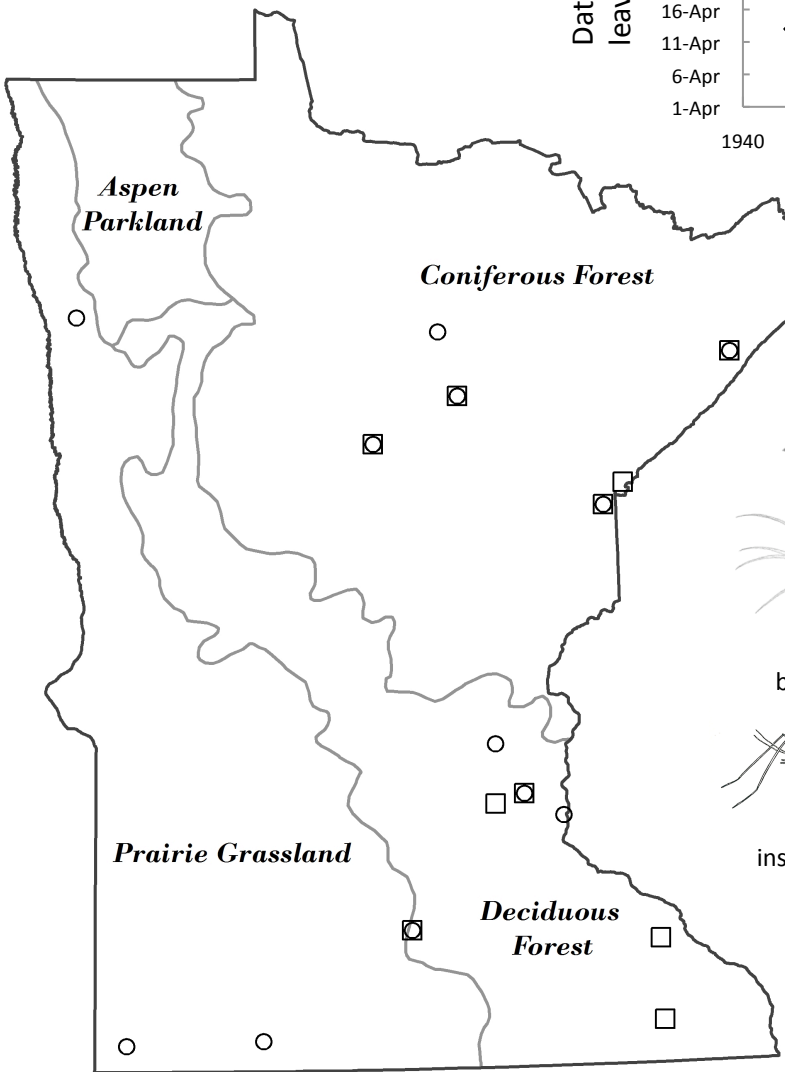 Dat
leav
16-Apr
11-Apr
6-Apr
1-Apr
1940
Aspen
Parkland
Coniferous Forest
b
Prairie Grassland
ins
Deciduous
Forest